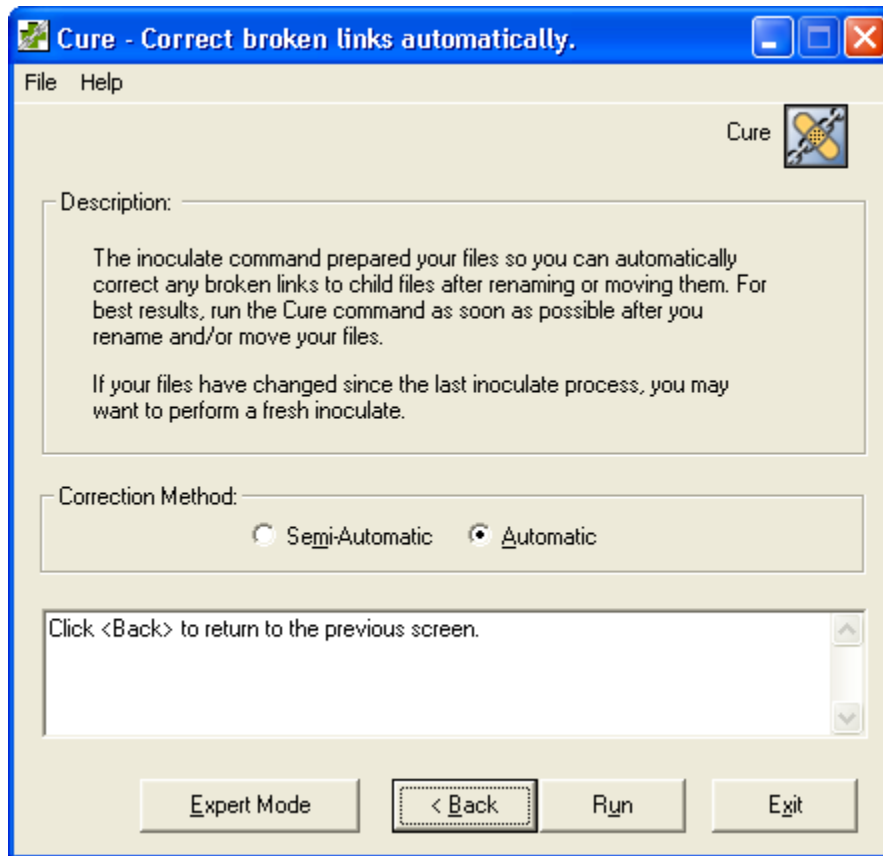 Cure - Correct broken links automatically.
File Help
Cure
Description:
The inoculate command prepared your files so you can automatically
correct any broken links to child files after renaming or moving them. For
best results, run the Cure command as soon as possible after you
rename and/or move your files.
If your files have changed since the last inoculate process, you may
want to perform a fresh inoculate.
Correction Method:
Semi-Automatic Automatic
Click <Back> to return to the previous screen.
Expert Mode < Back Run Exit